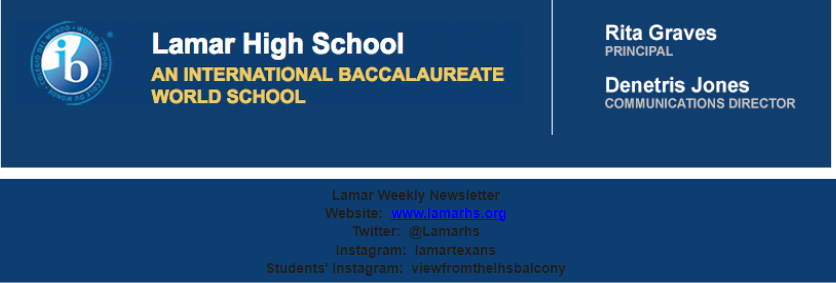 Lamar High School
AN INTERNATIONAL BACCALAUREATE
WORLD SCHOOL
Rita Graves
PRINCIPAL
Denetris Jones
COMMUNICATIONS DIRECTOR
ib
®
Lamar Weekly Newsletter
Website: www.lamarhs.org
Twitter: @Lamarhs
Instagram: lamartexans
Students' Instagram: viewfromthelhsbalcony